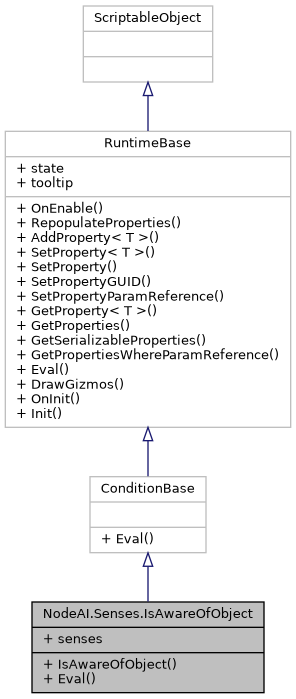 ScriptableObject
RuntimeBase
+ state
+ tooltip
+ OnEnable()
+ RepopulateProperties()
+ AddProperty< T >()
+ SetProperty< T >()
+ SetProperty()
+ SetPropertyGUID()
+ SetPropertyParamReference()
+ GetProperty< T >()
+ GetProperties()
+ GetSerializableProperties()
+ GetPropertiesWhereParamReference()
+ Eval()
+ DrawGizmos()
+ OnInit()
+ Init()
ConditionBase
+ Eval()
NodeAI.Senses.IsAwareOfObject
+ senses
+ IsAwareOfObject()
+ Eval()